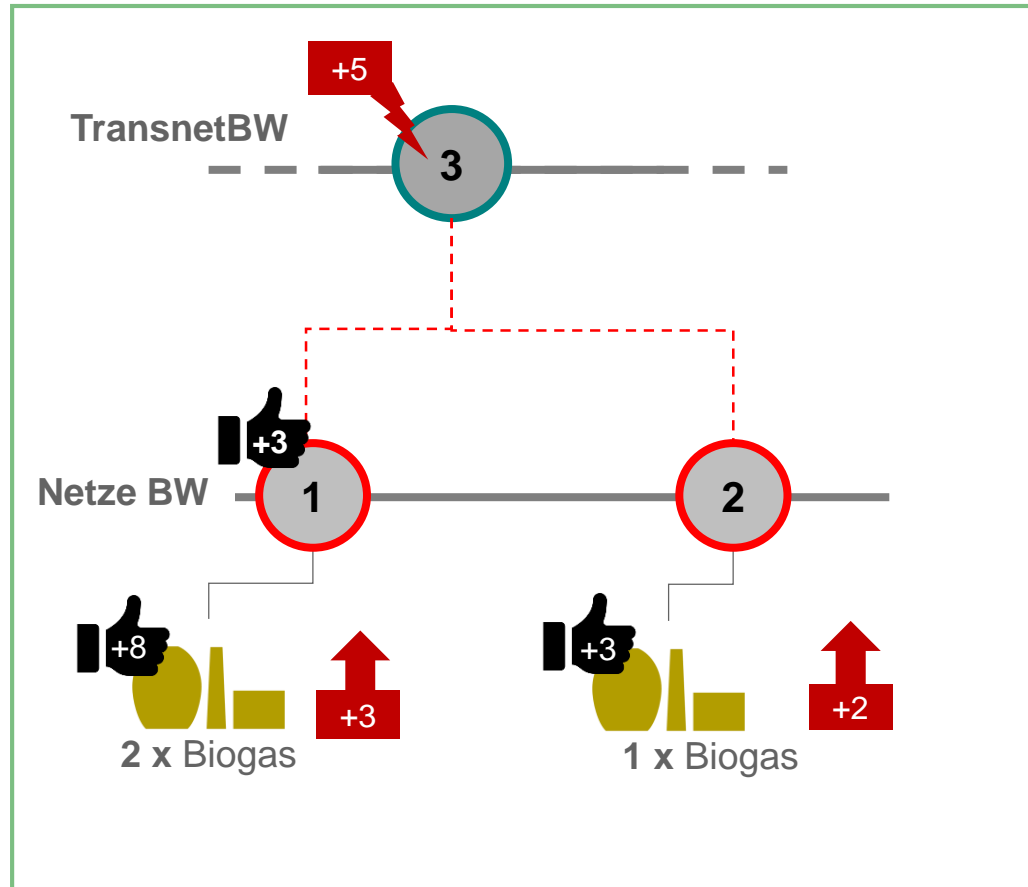 +5
TransnetBW
3
+3
Netze BW
1
2
+8
+3
+3
+2
2 x Biogas
1 x Biogas